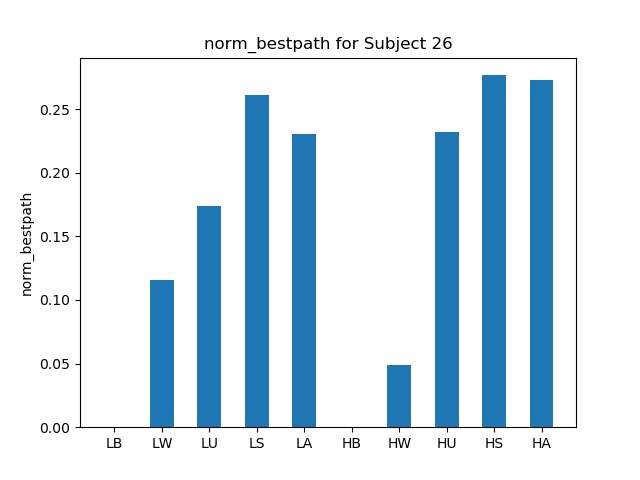 norm_bestpath for Subject 26
norm_bestpath
0.25
0.20
0.15
0.10
0.05
0.00
LB LW LU LS LA HB HW HU HS HA